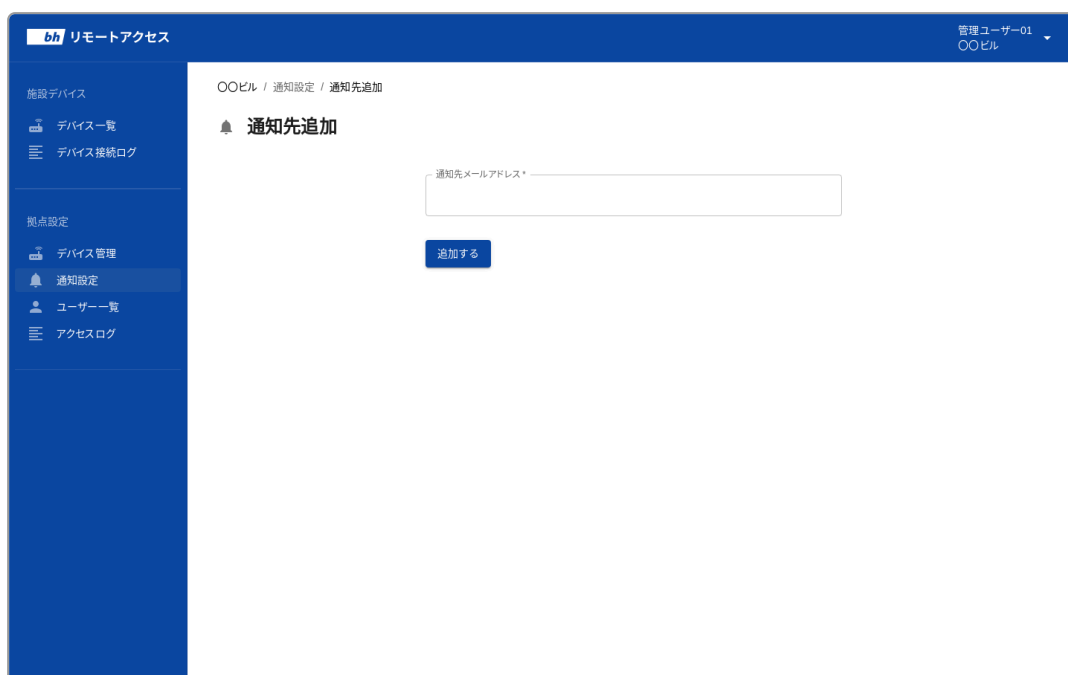 bh リモートアクセス
管理ユーザー01
〇〇ビル
施設デバイス
デバイス一覧
デバイス接続ログ
拠点設定
デバイス管理
通知設定
ユーザー一覧
アクセスログ
〇〇ビル / 通知設定 / 通知先追加
通知先追加
通知先メールアドレス *
追加する